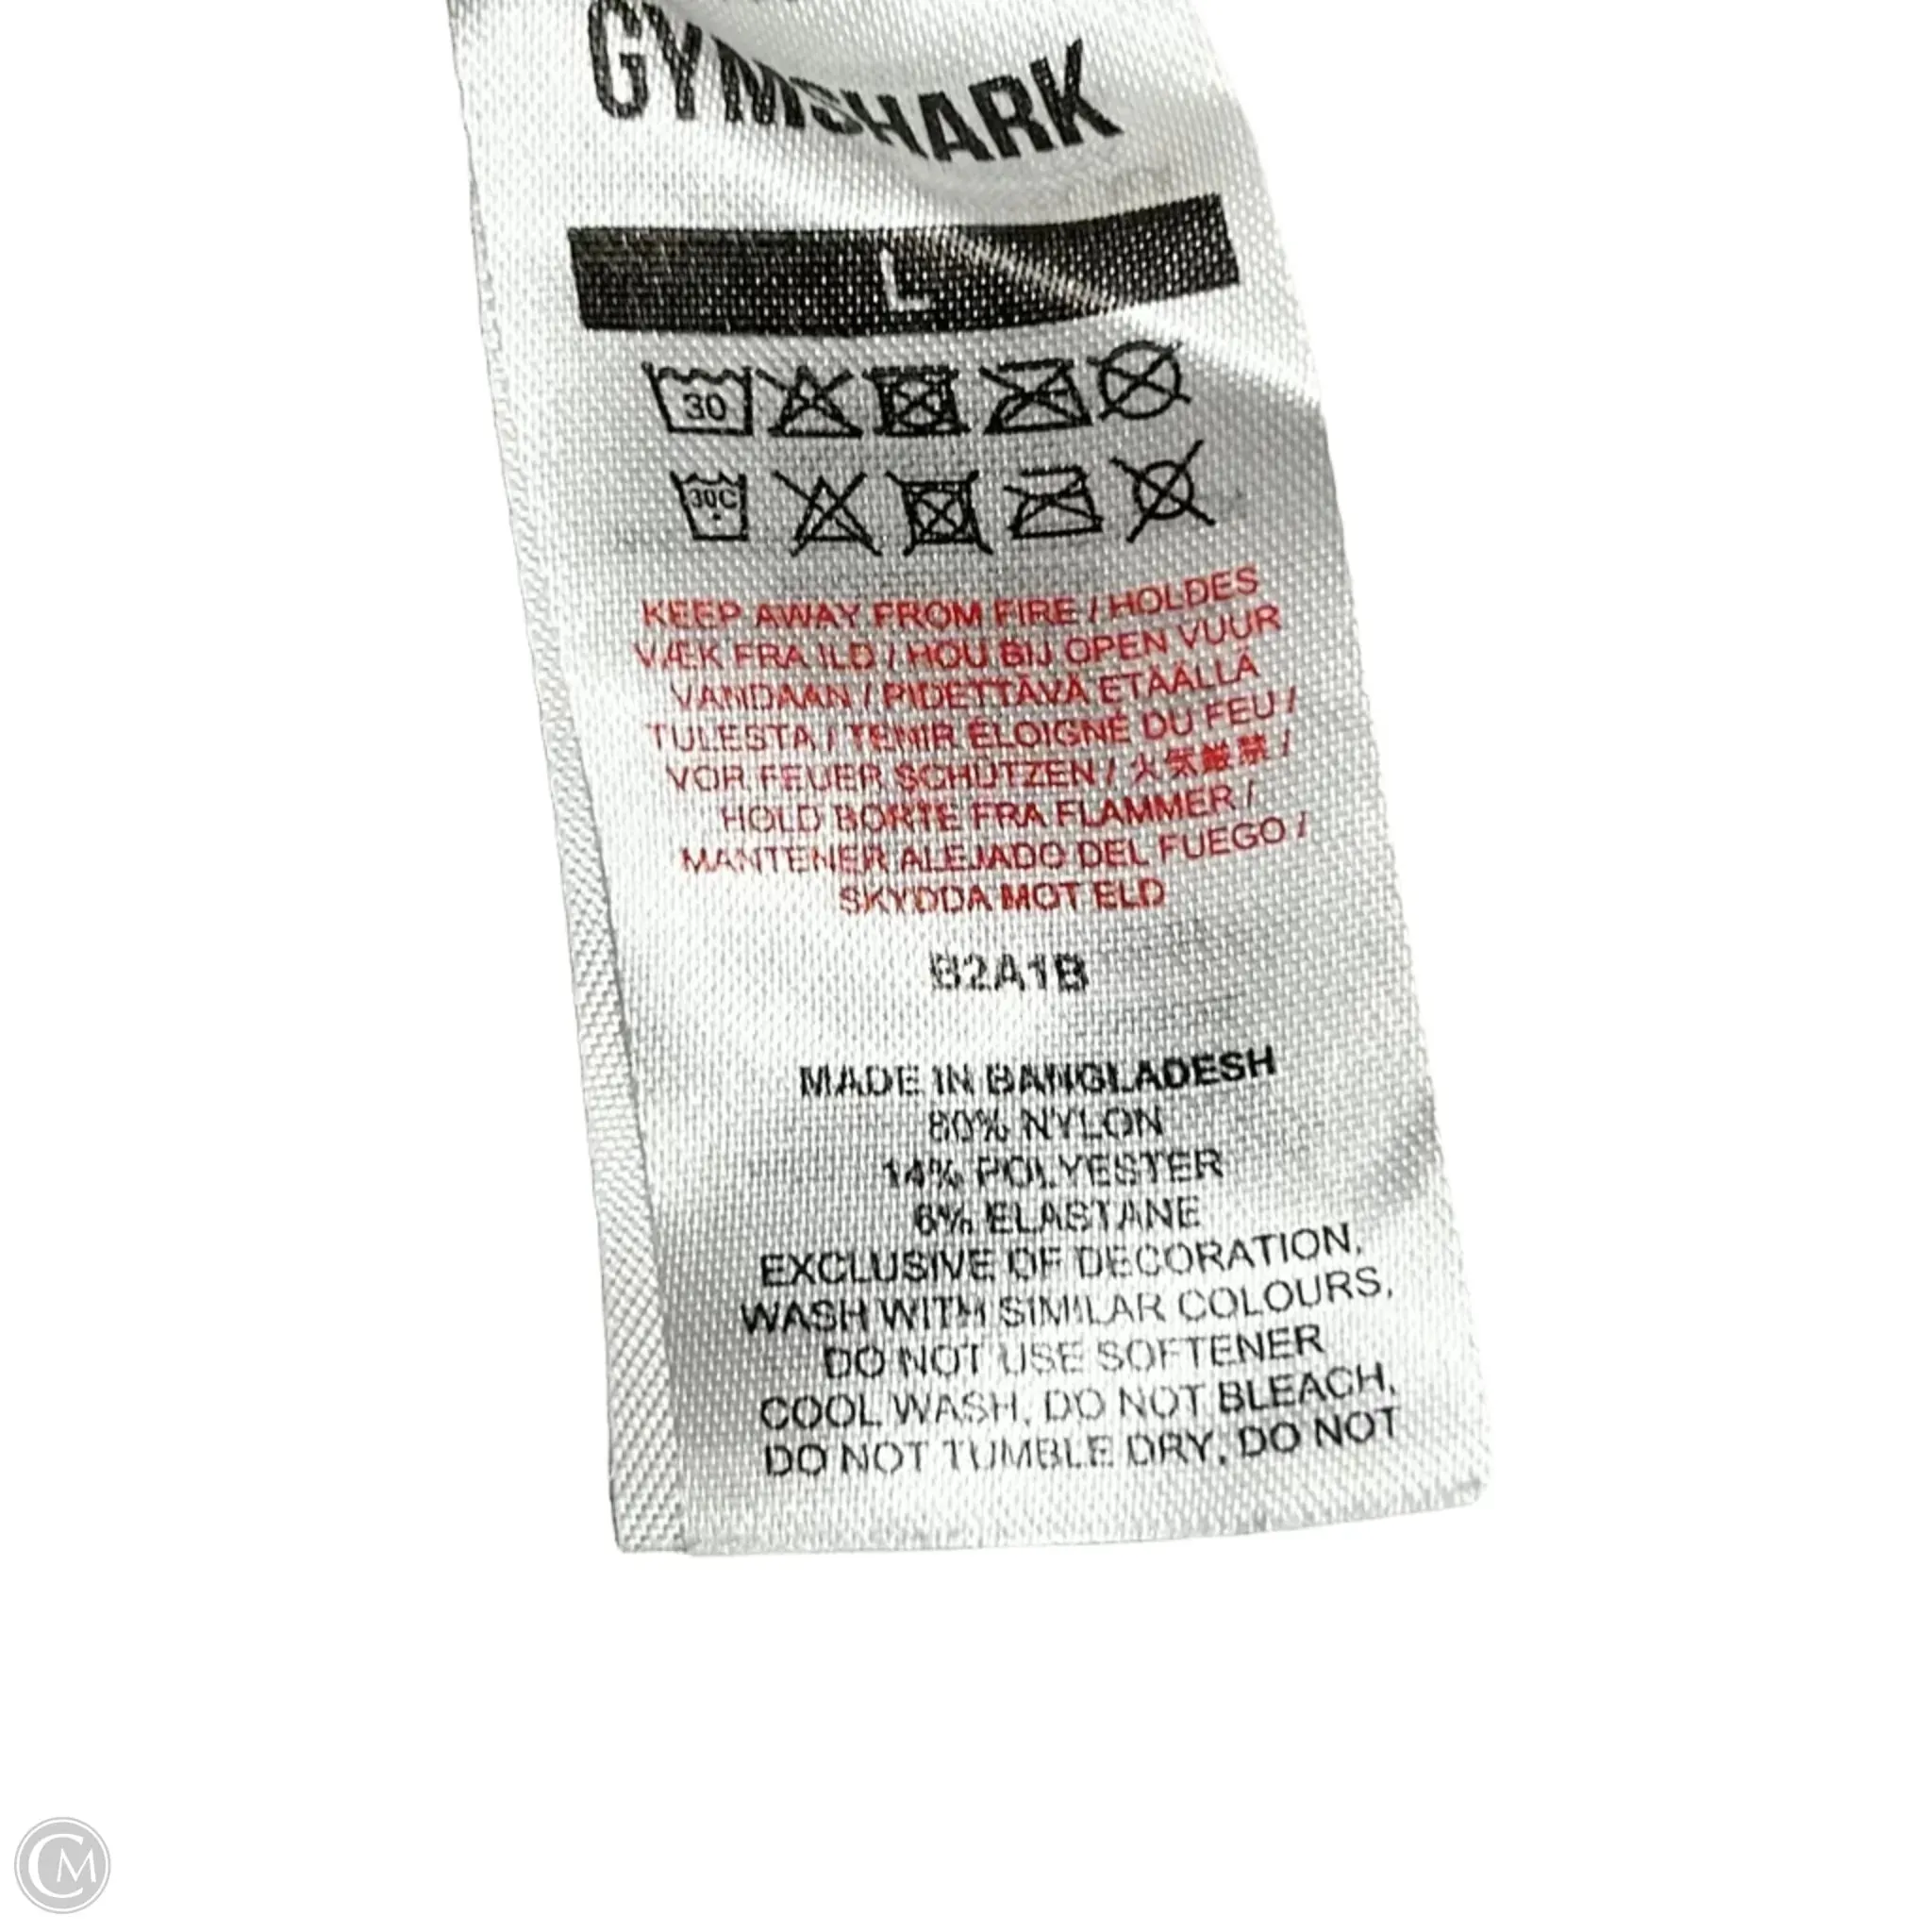 GYMSHARK
L
30
30C
KEEP AWAY FROM FIRE / HOLDES
VÆK FRA ILD / HOU BIJ OPEN VUUR
VANDAAN / PIDETTÄVÄ ETÄÄLLÄ
TULESTA / TENIR ÉLOIGNÉ DU FEU /
VOR FEUER SCHÜTZEN / 火気厳禁 /
HOLD BORTE FRA FLAMMER /
MANTENER ALEJADO DEL FUEGO /
SKYDDA MOT ELD
B2A1B
MADE IN BANGLADESH
80% NYLON
14% POLYESTER
6% ELASTANE
EXCLUSIVE OF DECORATION,
WASH WITH SIMILAR COLOURS,
DO NOT USE SOFTENER
COOL WASH, DO NOT BLEACH,
DO NOT TUMBLE DRY, DO NOT
CM